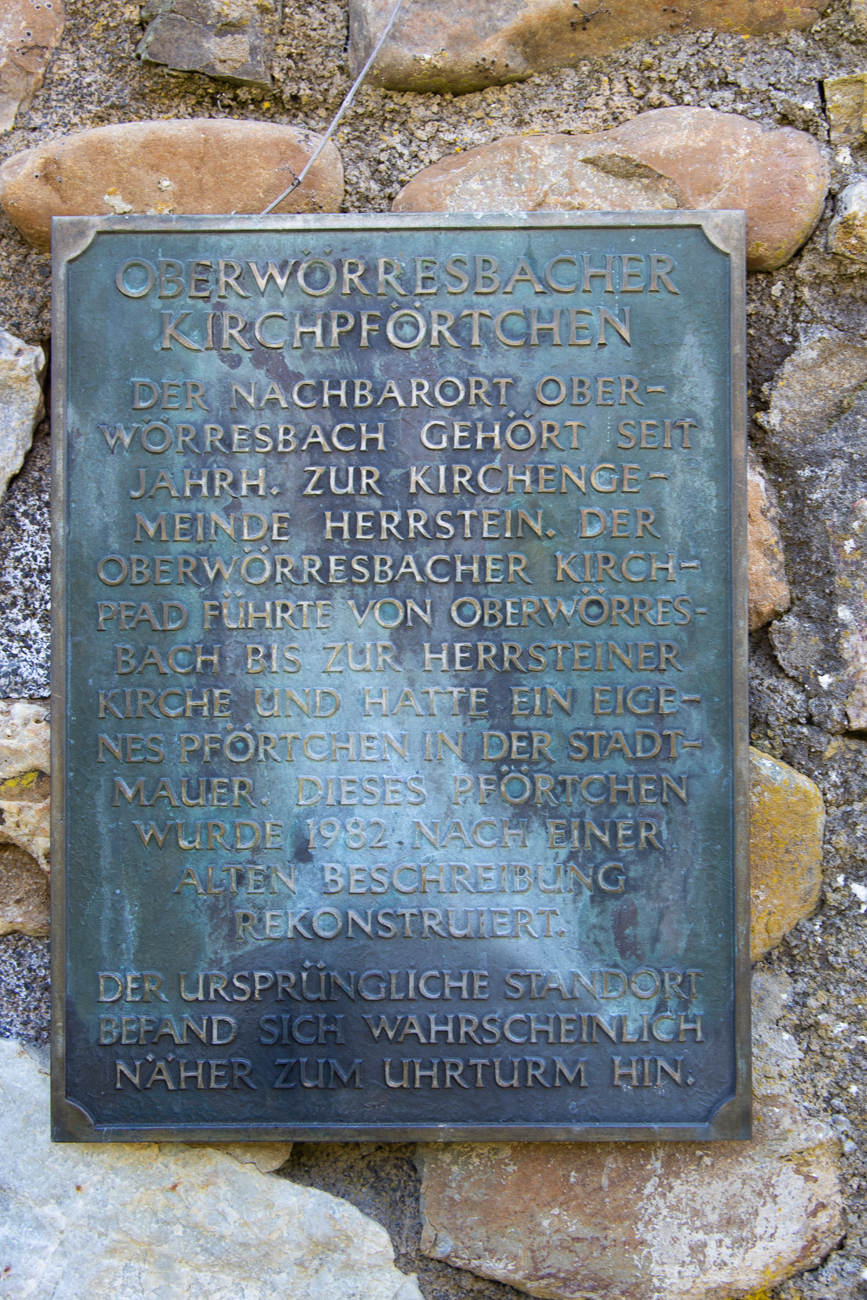 OBERWÖRRESBACHER
KIRCHPFÖRTCHEN
DER NACHBARORT OBER-
WÖRRESBACH GEHÖRT SEIT
JAHRH. ZUR KIRCHENGE-
MEINDE HERRSTEIN. DER
OBERWÖRRESBACHER KIRCH-
PFAD FÜHRTE VON OBERWÖRRES-
BACH BIS ZUR HERRSTEINER
KIRCHE UND HATTE EIN EIGE-
NES PFÖRTCHEN IN DER STADT-
MAUER. DIESES PFÖRTCHEN
WURDE 1982 NACH EINER
ALTEN BESCHREIBUNG
REKONSTRUIERT.
DER URSPRÜNGLICHE STANDORT
BEFAND SICH WAHRSCHEINLICH
NÄHER ZUM UHRTURM HIN.